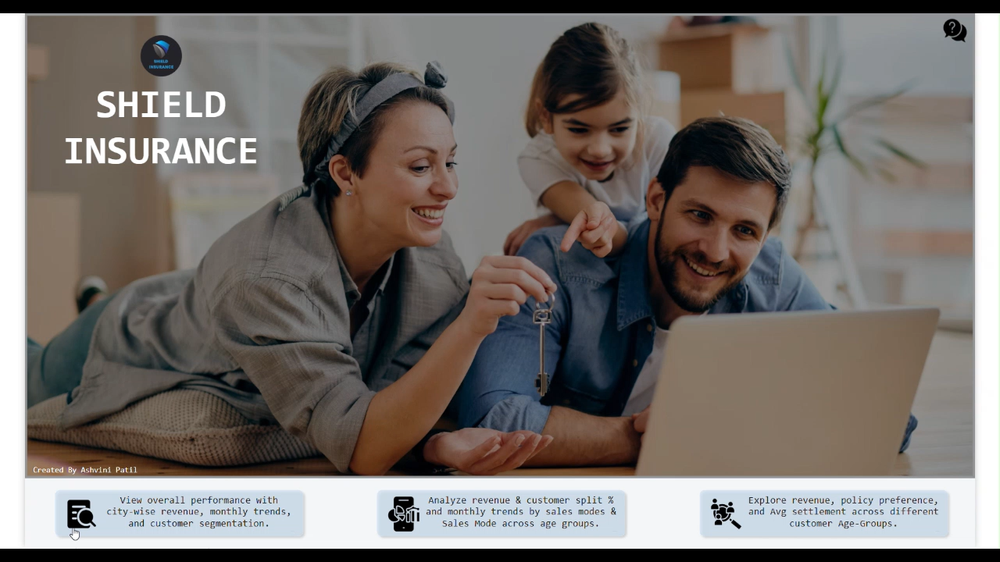 SHIELD
INSURANCE
SHIELD
INSURANCE
Created By Ashvini Patil
View overall performance with
city-wise revenue, monthly trends,
and customer segmentation.
Analyze revenue & customer split %
and monthly trends by sales modes &
Sales Mode across age groups.
Explore revenue, policy preference,
and Avg settlement across different
customer Age-Groups.